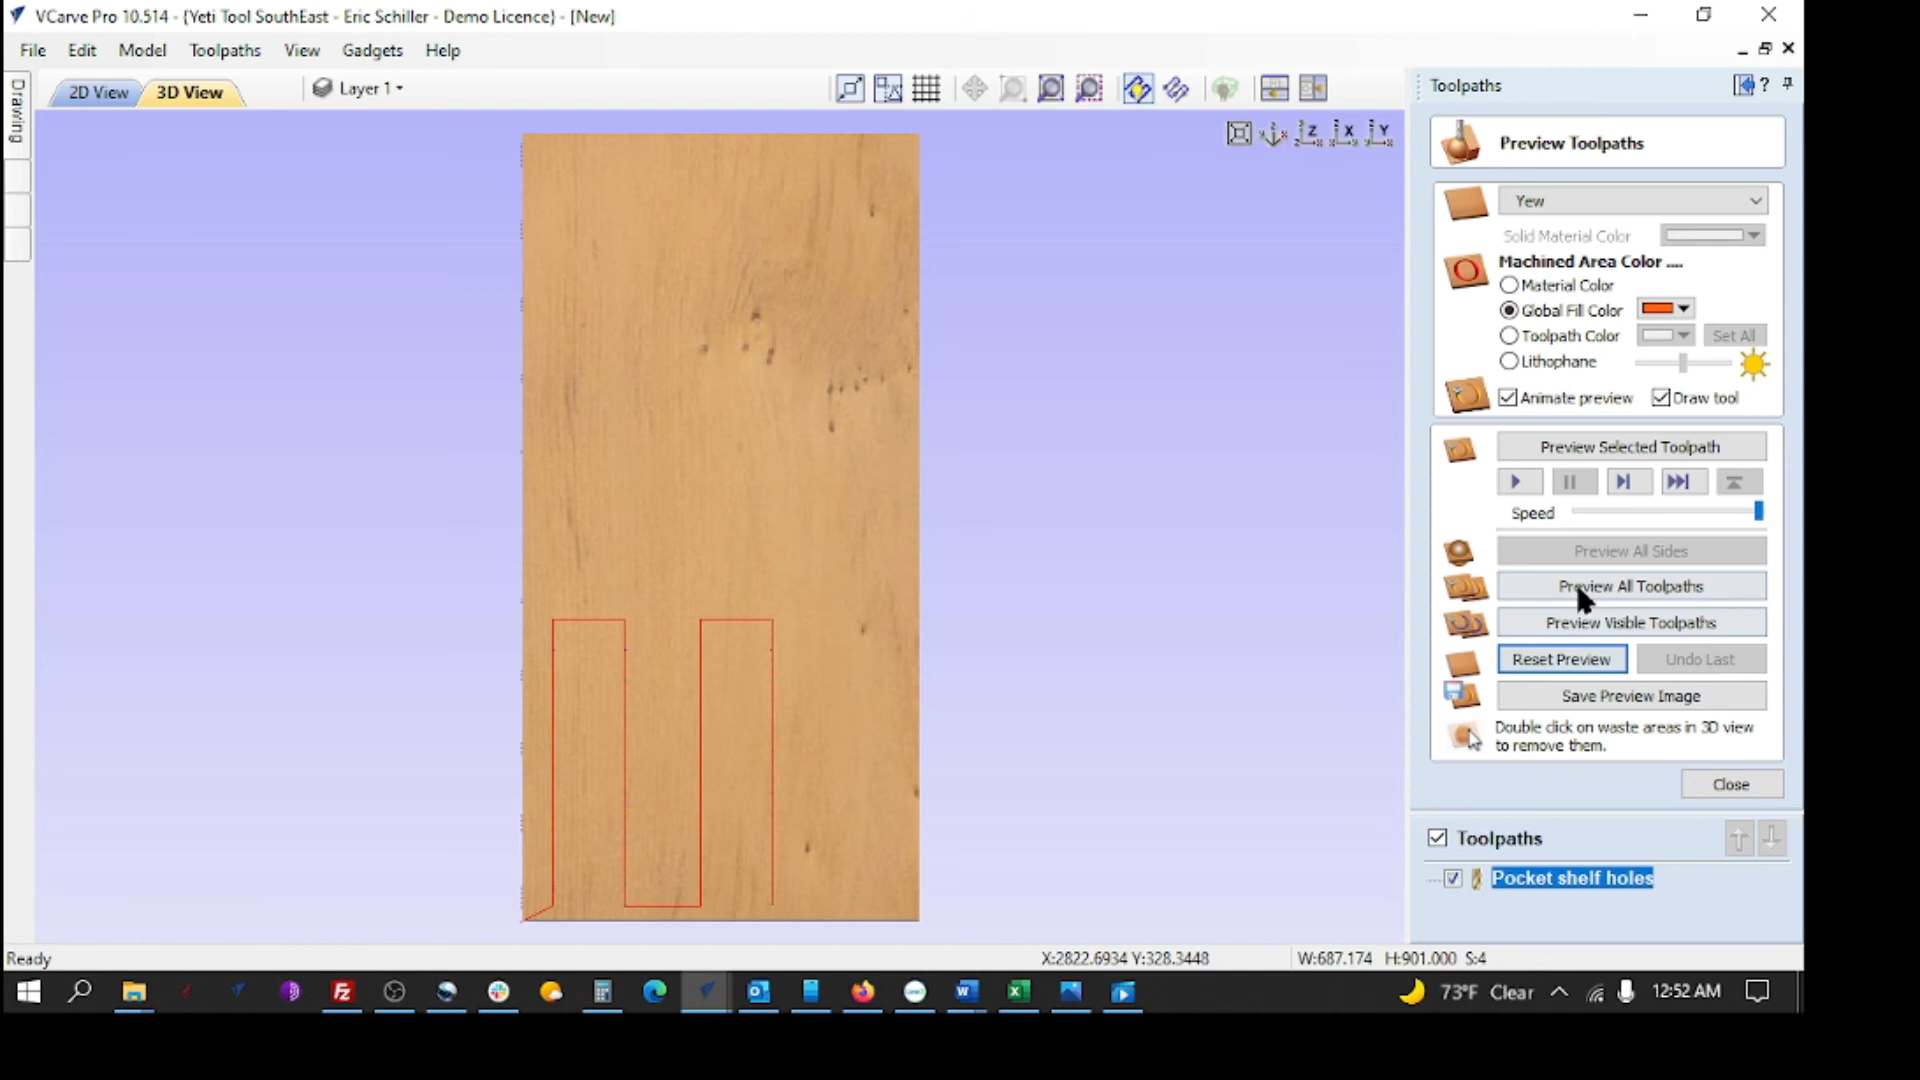 VCarve Pro 10.514 - {Yeti Tool SouthEast - Eric Schiller - Demo Licence} - [New]
File Edit Model Toolpaths View Gadgets Help
Drawing
2D View 3D View Layer 1
Toolpaths
Preview Toolpaths
Yew
Solid Material Color
Machined Area Color ....
Material Color
Global Fill Color
Toolpath Color Set All
Lithophane
Animate preview Draw tool
Preview Selected Toolpath
Speed
Preview All Sides
Preview All Toolpaths
Preview Visible Toolpaths
Reset Preview Undo Last
Save Preview Image
Double click on waste areas in 3D view
to remove them.
Close
Toolpaths
Pocket shelf holes
Ready X:2822.6934 Y:328.3448 W:687.174 H:901.000 S:4
73°F Clear 12:52 AM